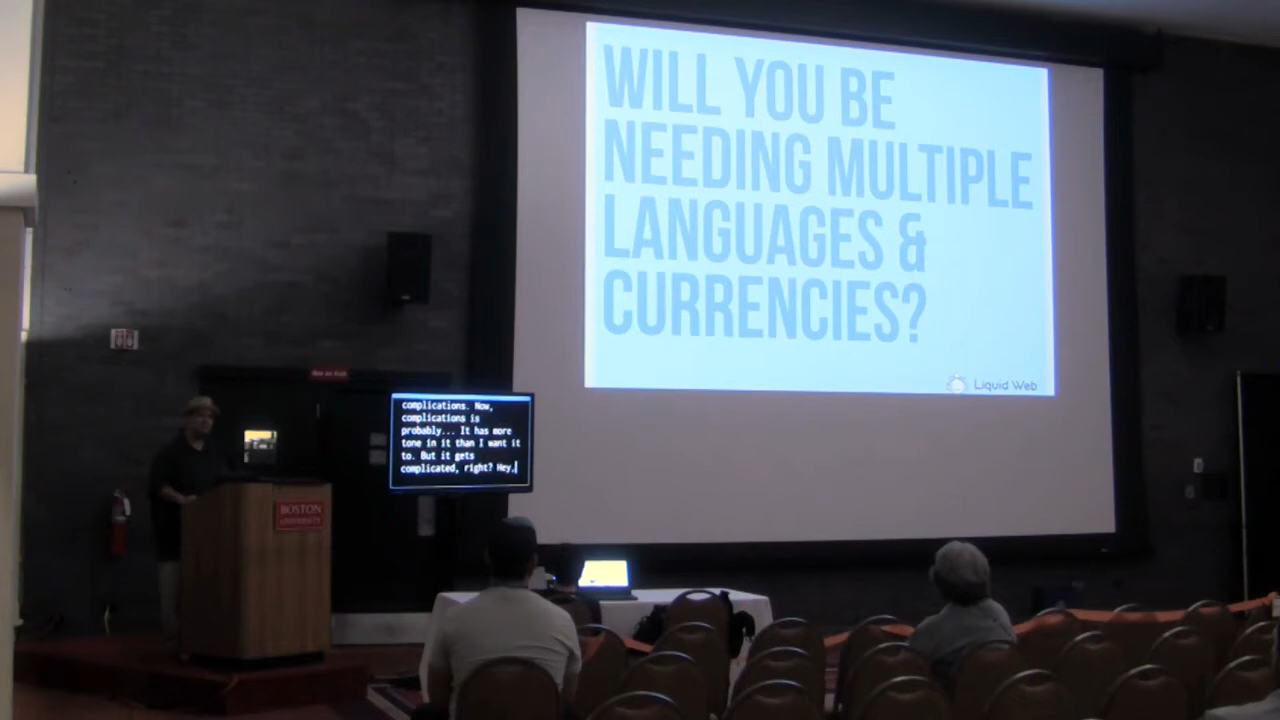 WILL YOU BE
NEEDING MULTIPLE
LANGUAGES &
CURRENCIES?
Liquid Web
complications. Now,
complications is
probably... It has more
tone in it than I want it
to. But it gets
complicated, right? Hey,
BOSTON
UNIVERSITY